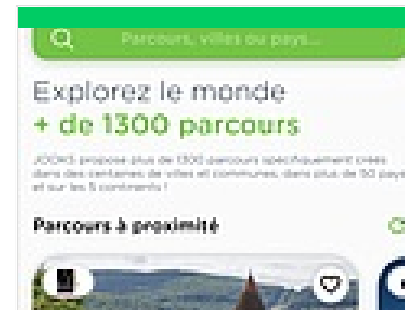 Parcours, villes ou pays...
Explorez le monde
+ de 1300 parcours
JOOKS propose plus de 1300 parcours spécifiquement créés
dans des centaines de villes et communes, dans plus de 50 pays
et sur les 5 continents !
Parcours à proximité